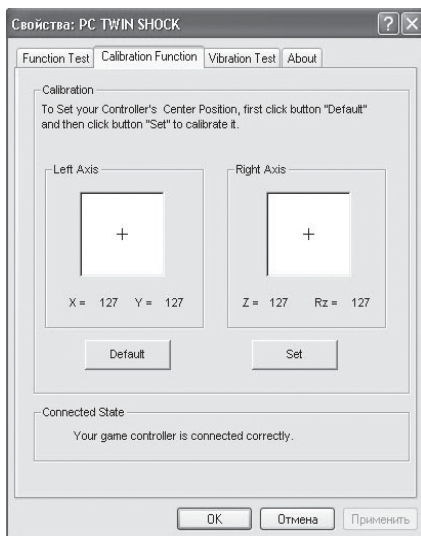 Свойства: PC TWIN SHOCK
Function Test Calibration Function Vibration Test About
Calibration
To Set your Controller's Center Position, first click button "Default"
and then click button "Set" to calibrate it.
Left Axis Right Axis
X = 127 Y = 127 Z = 127 Rz = 127
Default Set
Connected State
Your game controller is connected correctly.
OK Отмена Применить